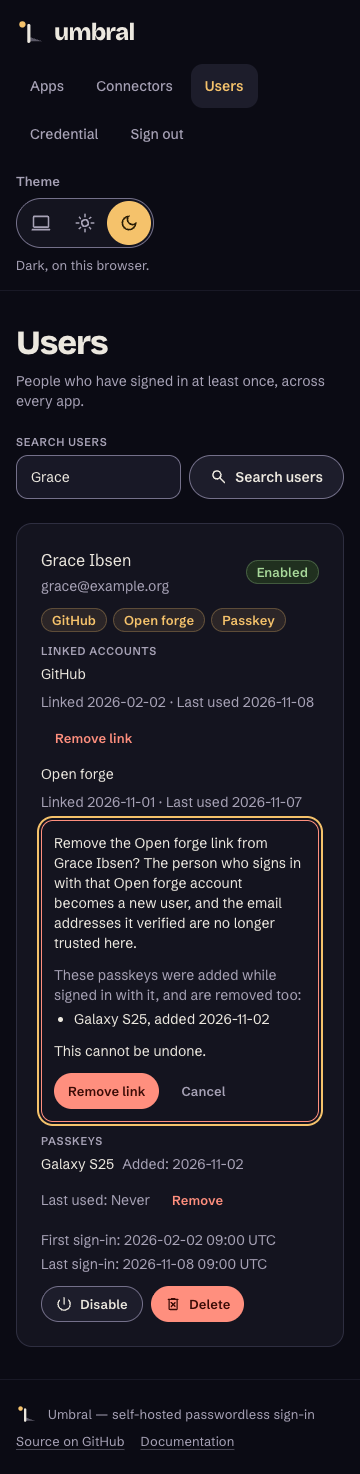 umbral
Apps Connectors Users
Credential Sign out
Theme
Dark, on this browser.
Users
People who have signed in at least once, across
every app.
SEARCH USERS
Grace Search users
Grace Ibsen
Enabled
grace@example.org
GitHub Open forge Passkey
LINKED ACCOUNTS
GitHub
Linked 2026-02-02 · Last used 2026-11-08
Remove link
Open forge
Linked 2026-11-01 · Last used 2026-11-07
Remove the Open forge link from
Grace Ibsen? The person who signs in
with that Open forge account
becomes a new user, and the email
addresses it verified are no longer
trusted here.
These passkeys were added while
signed in with it, and are removed too:
• Galaxy S25, added 2026-11-02
This cannot be undone.
Remove link Cancel
PASSKEYS
Galaxy S25 Added: 2026-11-02
Last used: Never Remove
First sign-in: 2026-02-02 09:00 UTC
Last sign-in: 2026-11-08 09:00 UTC
Disable Delete
Umbral — self-hosted passwordless sign-in
Source on GitHub Documentation